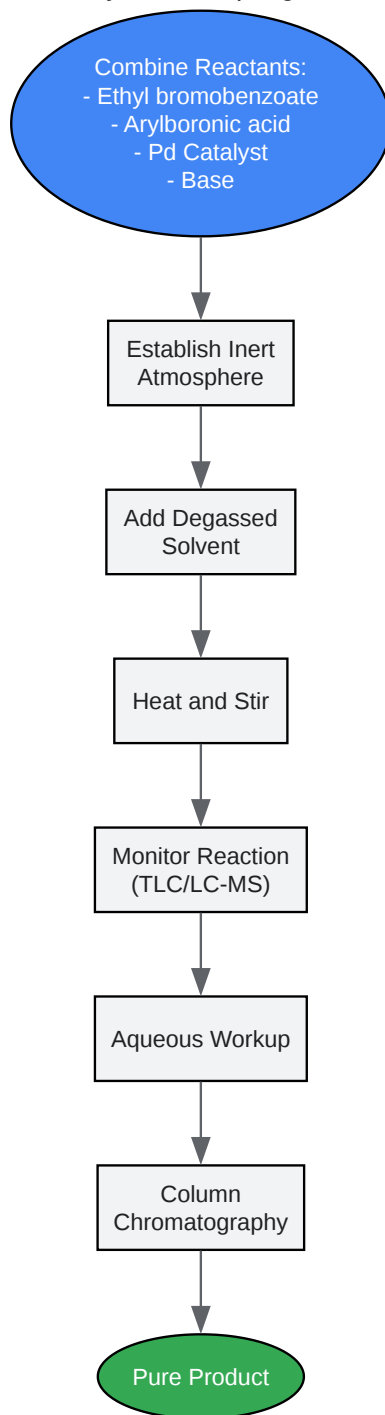 Combine Reactants:
- Ethyl bromobenzoate
- Arylboronic acid
- Pd Catalyst
- Base
Establish Inert
Atmosphere
Add Degassed
Solvent
Heat and Stir
Monitor Reaction
(TLC/LC-MS)
Aqueous Workup
Column
Chromatography
Pure Product